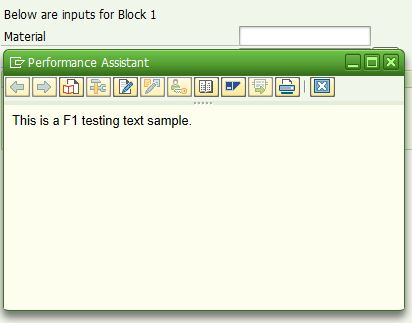 Below are inputs for Block 1
Material
Performance Assistant
This is a F1 testing text sample.